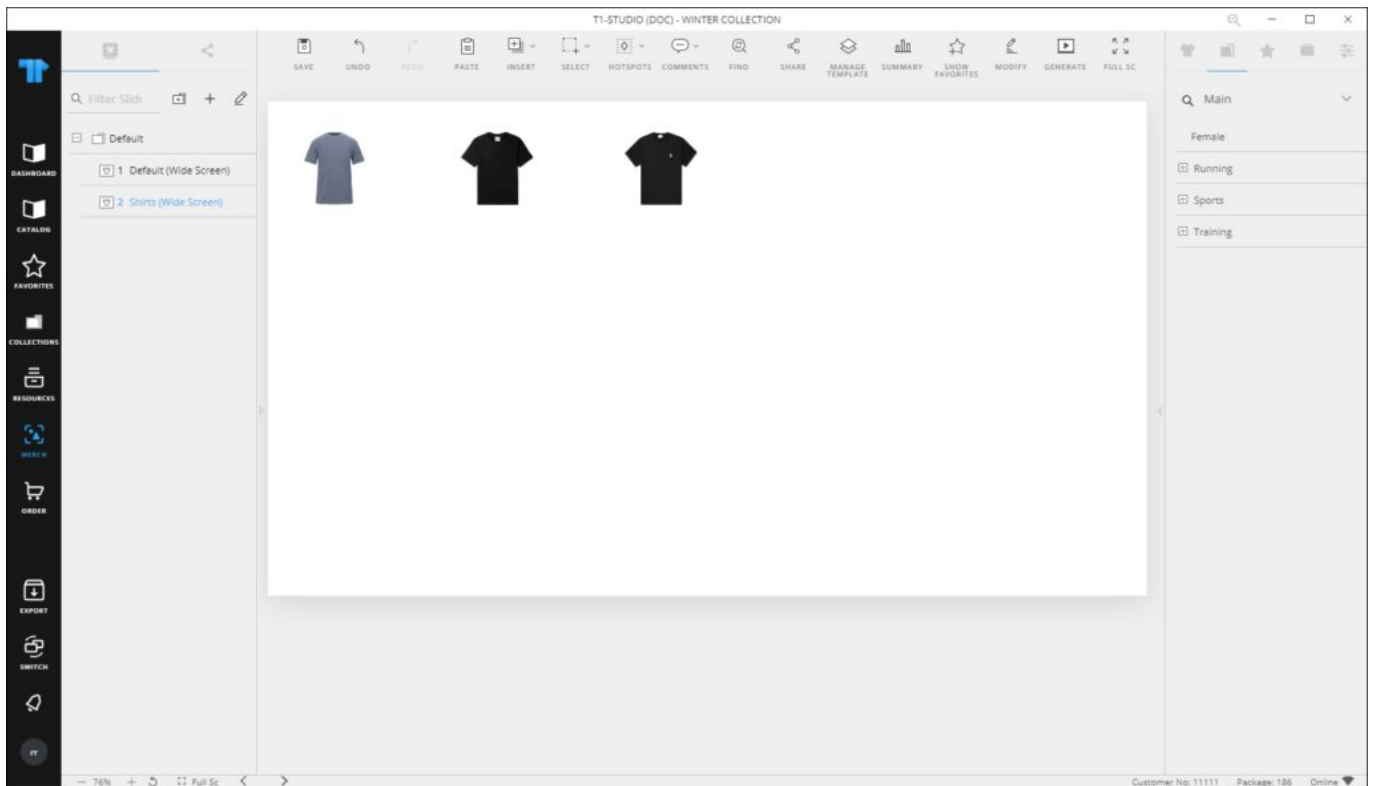 T1-STUDIO (DOC) - WINTER COLLECTION
SAVE
UNDO
REDO
PASTE
INSERT
SELECT
HOTSPOTS
COMMENTS
FIND
SHARE
MANAGE TEMPLATE
SUMMARY
SHOW FAVORITES
MODIFY
GENERATE
FULL SC
DASHBOARD
CATALOG
FAVORITES
COLLECTIONS
RESOURCES
MERCH
ORDER
EXPORT
SWITCH
Filter Slid
Default
1 Default (Wide Screen)
2 Shirts (Wide Screen)
Main
Female
Running
Sports
Training
76%
Full Sc
Customer No: 11111
Package: 186
Online